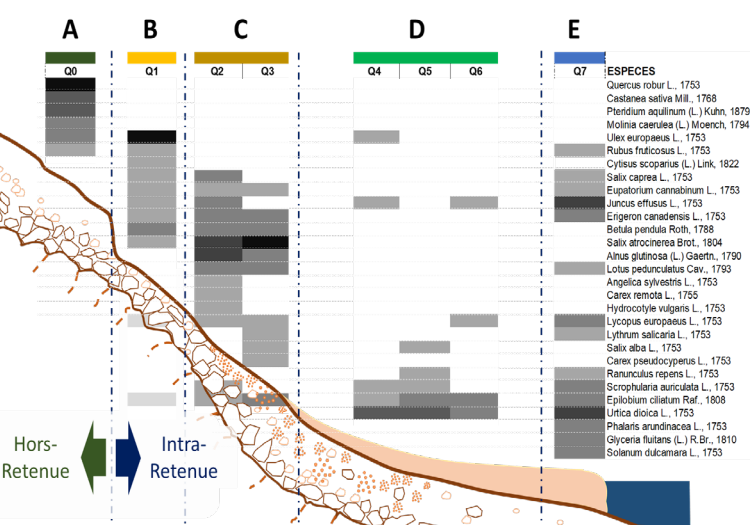 A B C D E
Q0 Q1 Q2 Q3 Q4 Q5 Q6 Q7 ESPECES
Quercus robur L., 1753
Castanea sativa Mill., 1768
Pteridium aquilinum (L.) Kuhn, 1879
Molinia caerulea (L.) Moench, 1794
Ulex europaeus L., 1753
Rubus fruticosus L., 1753
Cytisus scoparius (L.) Link, 1822
Salix caprea L., 1753
Eupatorium cannabinum L., 1753
Juncus effusus L., 1753
Erigeron canadensis L., 1753
Betula pendula Roth, 1788
Salix atrocinerea Brot., 1804
Alnus glutinosa (L.) Gaertn., 1790
Lotus pedunculatus Cav., 1793
Angelica sylvestris L., 1753
Carex remota L., 1755
Hydrocotyle vulgaris L., 1753
Lycopus europaeus L., 1753
Lythrum salicaria L., 1753
Salix alba L., 1753
Carex pseudocyperus L., 1753
Ranunculus repens L., 1753
Scrophularia auriculata L., 1753
Epilobium ciliatum Raf., 1808
Urtica dioica L., 1753
Phalaris arundinacea L., 1753
Glyceria fluitans (L.) R.Br., 1810
Solanum dulcamara L., 1753
Hors-
Retenue
Intra-
Retenue